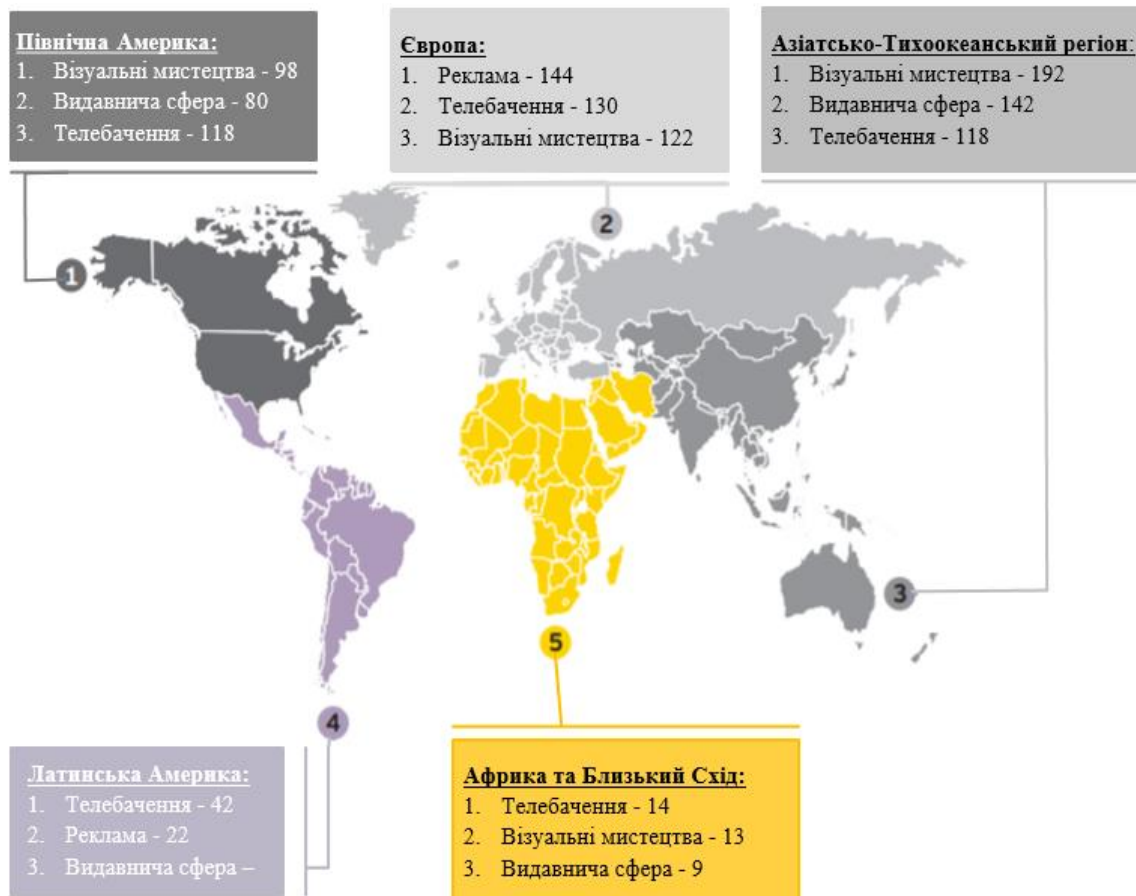 Північна Америка:
1. Візуальні мистецтва - 98
2. Видавнича сфера - 80
3. Телебачення - 118
Європа:
1. Реклама - 144
2. Телебачення - 130
3. Візуальні мистецтва - 122
Азіатсько-Тихоокеанський регіон:
1. Візуальні мистецтва - 192
2. Видавнича сфера - 142
3. Телебачення - 118
2
1
3
5
4
Латинська Америка:
1. Телебачення - 42
2. Реклама - 22
3. Видавнича сфера –
Африка та Близький Схід:
1. Телебачення - 14
2. Візуальні мистецтва - 13
3. Видавнича сфера - 9